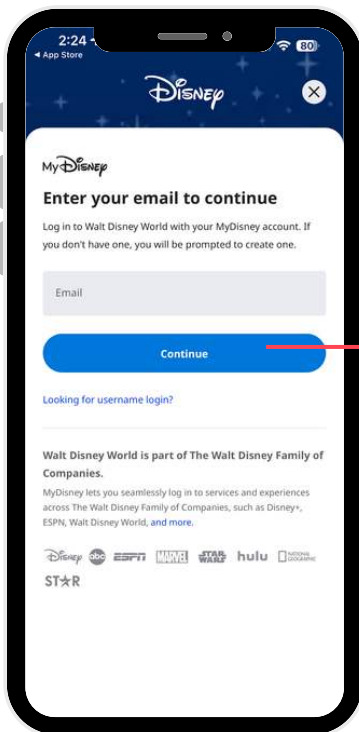 2:24
80
◀ App Store
Disney
My Disney
Enter your email to continue
Log in to Walt Disney World with your MyDisney account. If
you don't have one, you will be prompted to create one.
Email
Continue
Looking for username login?
Walt Disney World is part of The Walt Disney Family of
Companies.
MyDisney lets you seamlessly log in to services and experiences
across The Walt Disney Family of Companies, such as Disney+,
ESPN, Walt Disney World, and more.
Disney abc ESPN MARVEL STAR WARS hulu NATIONAL GEOGRAPHIC
ST★R